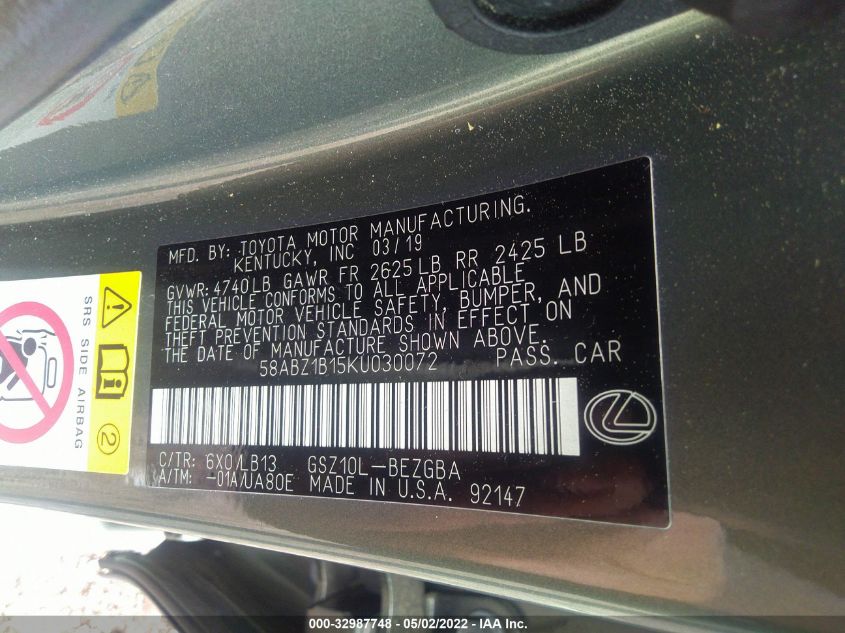 MFD. BY: TOYOTA MOTOR MANUFACTURING.
KENTUCKY, INC 03/19
GVWR: 4740LB GAWR FR 2625LB RR 2425 LB
THIS VEHICLE CONFORMS TO ALL APPLICABLE
FEDERAL MOTOR VEHICLE SAFETY, BUMPER, AND
THEFT PREVENTION STANDARDS IN EFFECT ON
THE DATE OF MANUFACTURE SHOWN ABOVE.
58ABZ1B15KU030072 PASS. CAR
C/TR: 6X0/LB13 GSZ10L-BEZGBA
A/TM: -01A/UA80E MADE IN U.S.A. 92147
SRS SIDE AIRBAG
2
110 - 32987748 - 05/02/2022 - IAA Inc.